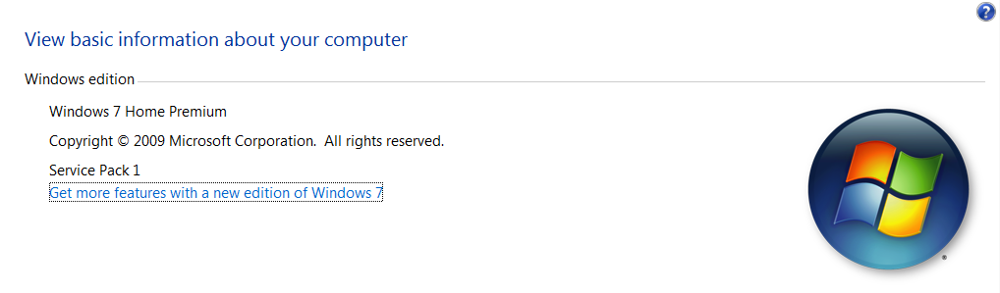 View basic information about your computer
Windows edition
Windows 7 Home Premium
Copyright © 2009 Microsoft Corporation.  All rights reserved.
Service Pack 1
Get more features with a new edition of Windows 7